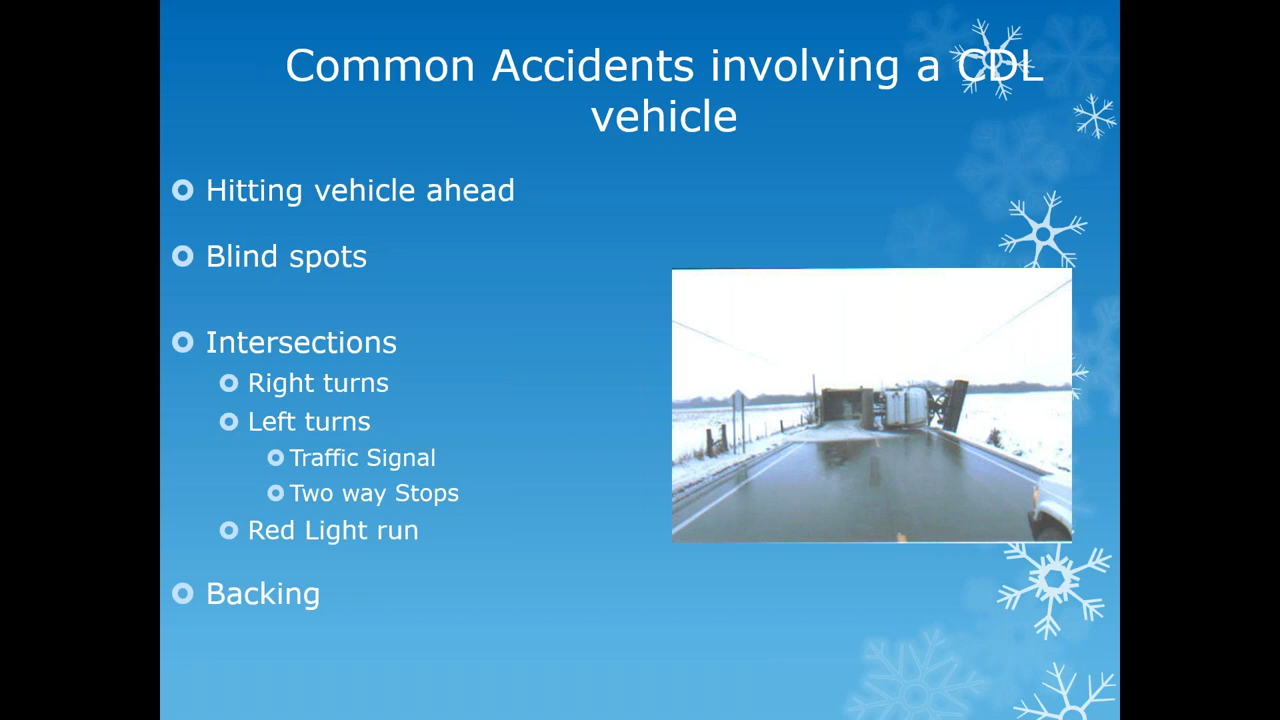 Common Accidents involving a CDL
vehicle
Hitting vehicle ahead
Blind spots
Intersections
Right turns
Left turns
Traffic Signal
Two way Stops
Red Light run
Backing